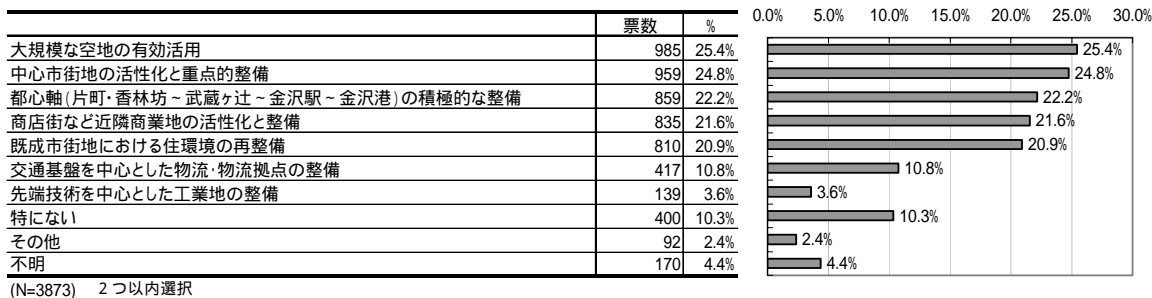 票数 % 0.0% 5.0% 10.0% 15.0% 20.0% 25.0% 30.0%
大規模な空地の有効活用 985 25.4% 25.4%
中心市街地の活性化と重点的整備 959 24.8% 24.8%
都心軸(片町・香林坊~武蔵ヶ辻~金沢駅~金沢港)の積極的な整備 859 22.2% 22.2%
商店街など近隣商業地の活性化と整備 835 21.6% 21.6%
既成市街地における住環境の再整備 810 20.9% 20.9%
交通基盤を中心とした物流・物流拠点の整備 417 10.8% 10.8%
先端技術を中心とした工業地の整備 139 3.6% 3.6%
特にない 400 10.3% 10.3%
その他 92 2.4% 2.4%
不明 170 4.4% 4.4%
(N=3873) 2つ以内選択